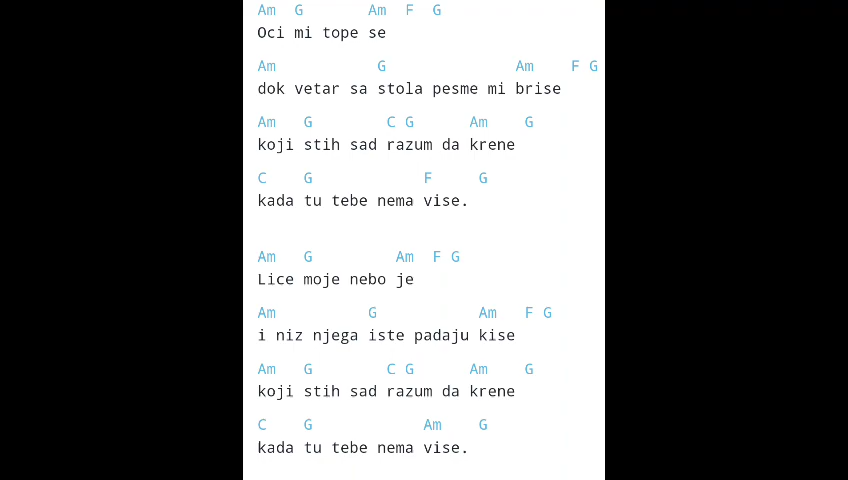 Am  G       Am  F  G
Oci mi tope se
Am           G              Am    F G
dok vetar sa stola pesme mi brise
Am   G        C G      Am    G
koji stih sad razum da krene
C    G            F     G
kada tu tebe nema vise.
Am   G         Am  F G
Lice moje nebo je
Am          G           Am   F G
i niz njega iste padaju kise
Am   G        C G      Am    G
koji stih sad razum da krene
C    G            Am    G
kada tu tebe nema vise.